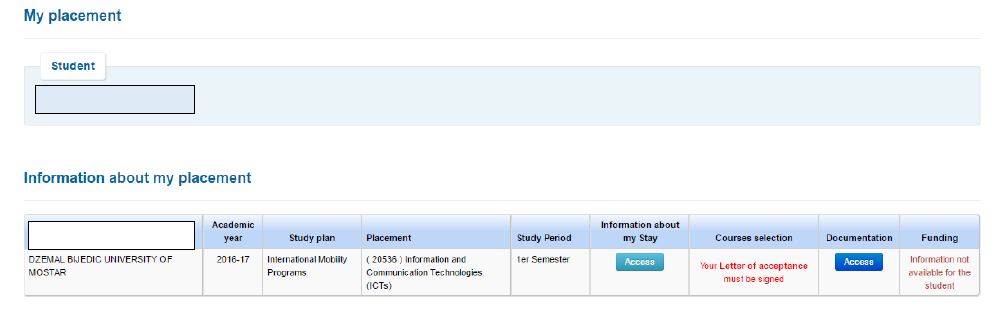 My placement
Student
Information about my placement
Academic
year
Study plan
Placement
Study Period
Information about
my Stay
Courses selection
Documentation
Funding
DZEMAL BIJEDIC UNIVERSITY OF
MOSTAR
2016-17
International Mobility
Programs
( 20536 ) Information and
Communication Technologies
(ICTs)
1er Semester
Access
Your Letter of acceptance
must be signed
Access
Information not
available for the
student